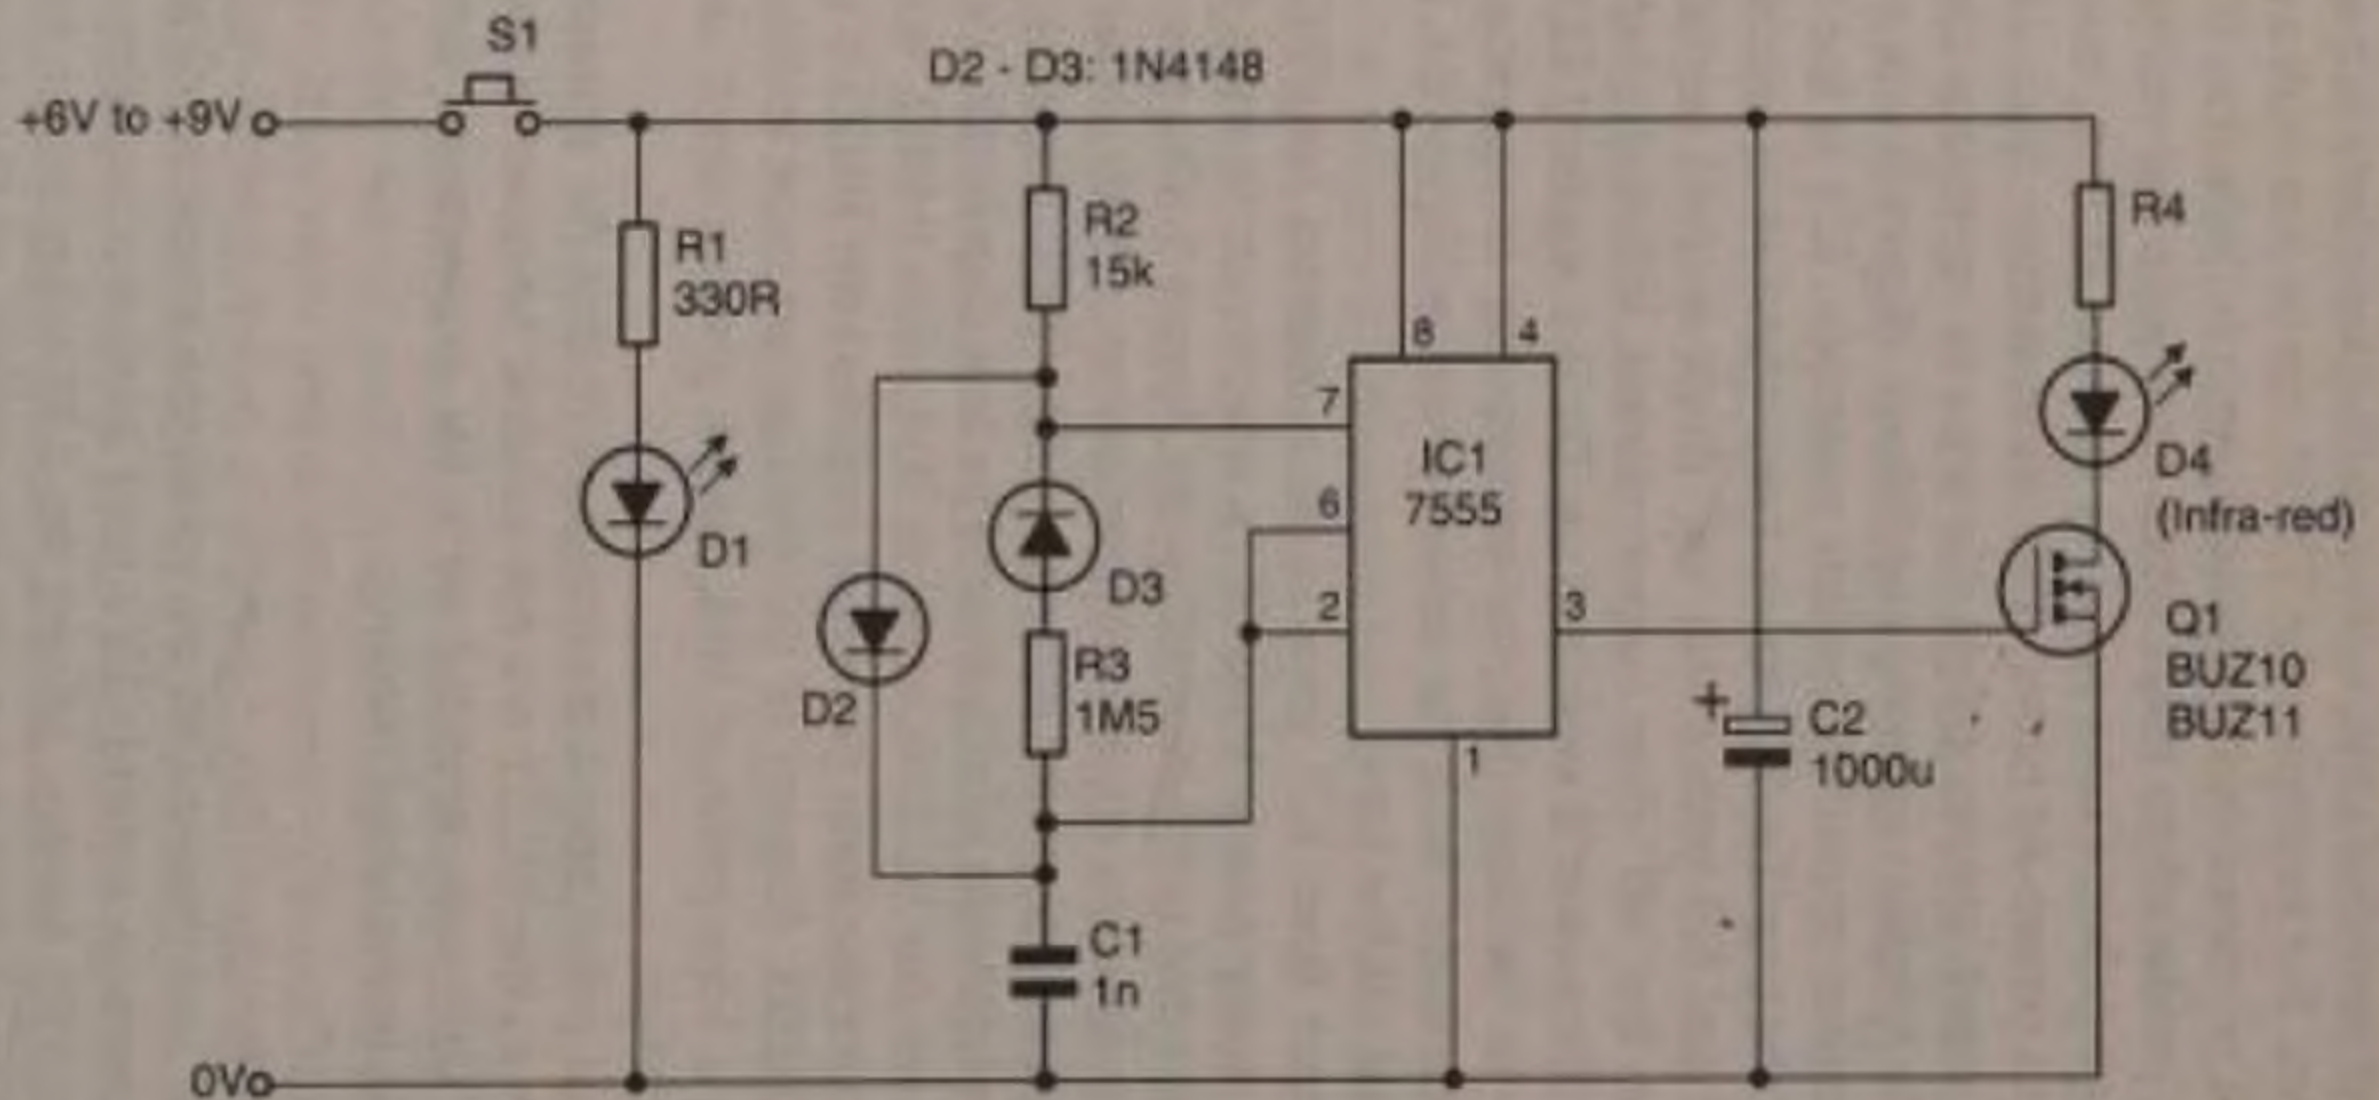 S1
D2 - D3: 1N4148
+6V to +9V
R1
330R
D1
R2
15k
D2
D3
R3
1M5
C1
1n
8
4
7
6
2
3
1
IC1
7555
+
C2
1000u
R4
D4
(Infra-red)
Q1
BUZ10
BUZ11
0V